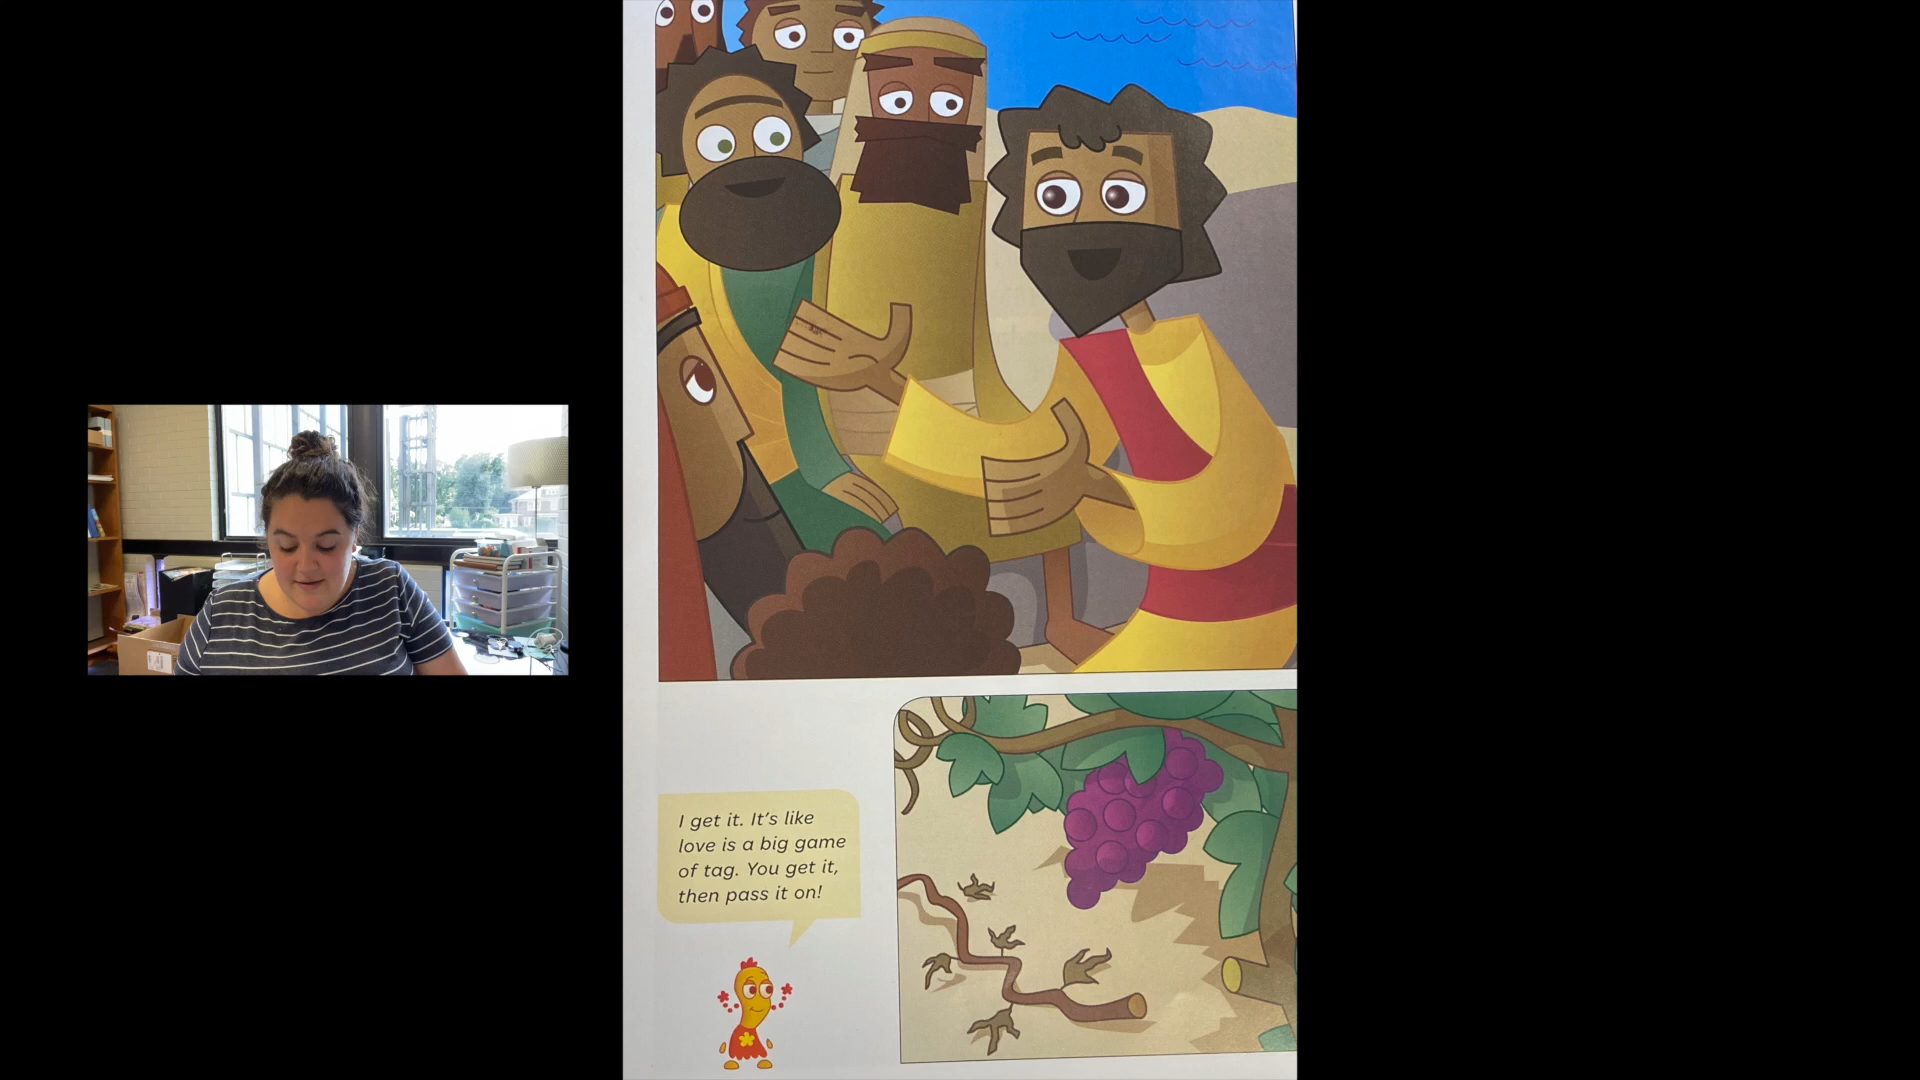 I get it. It's like
love is a big game
of tag. You get it,
then pass it on!